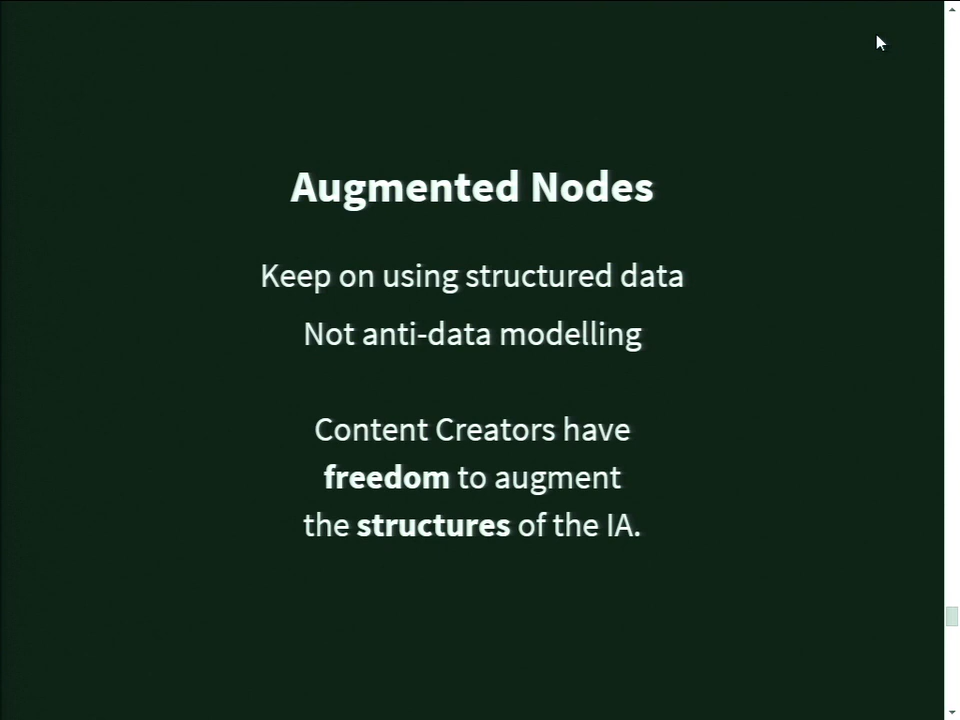 Augmented Nodes
Keep on using structured data
Not anti-data modelling
Content Creators have
freedom to augment
the structures of the IA.